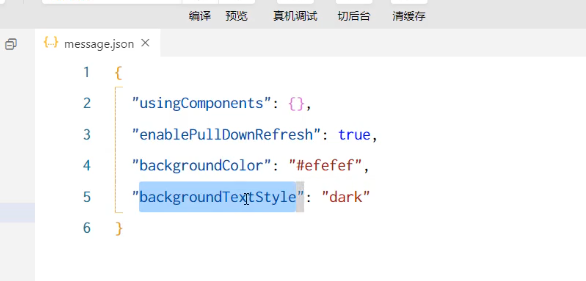 编译 预览 真机调试 切后台 清缓存
{..} message.json ×
1 {
2 "usingComponents": {},
3 "enablePullDownRefresh": true,
4 "backgroundColor": "#efefef",
5 "backgroundTextStyle": "dark"
6 }